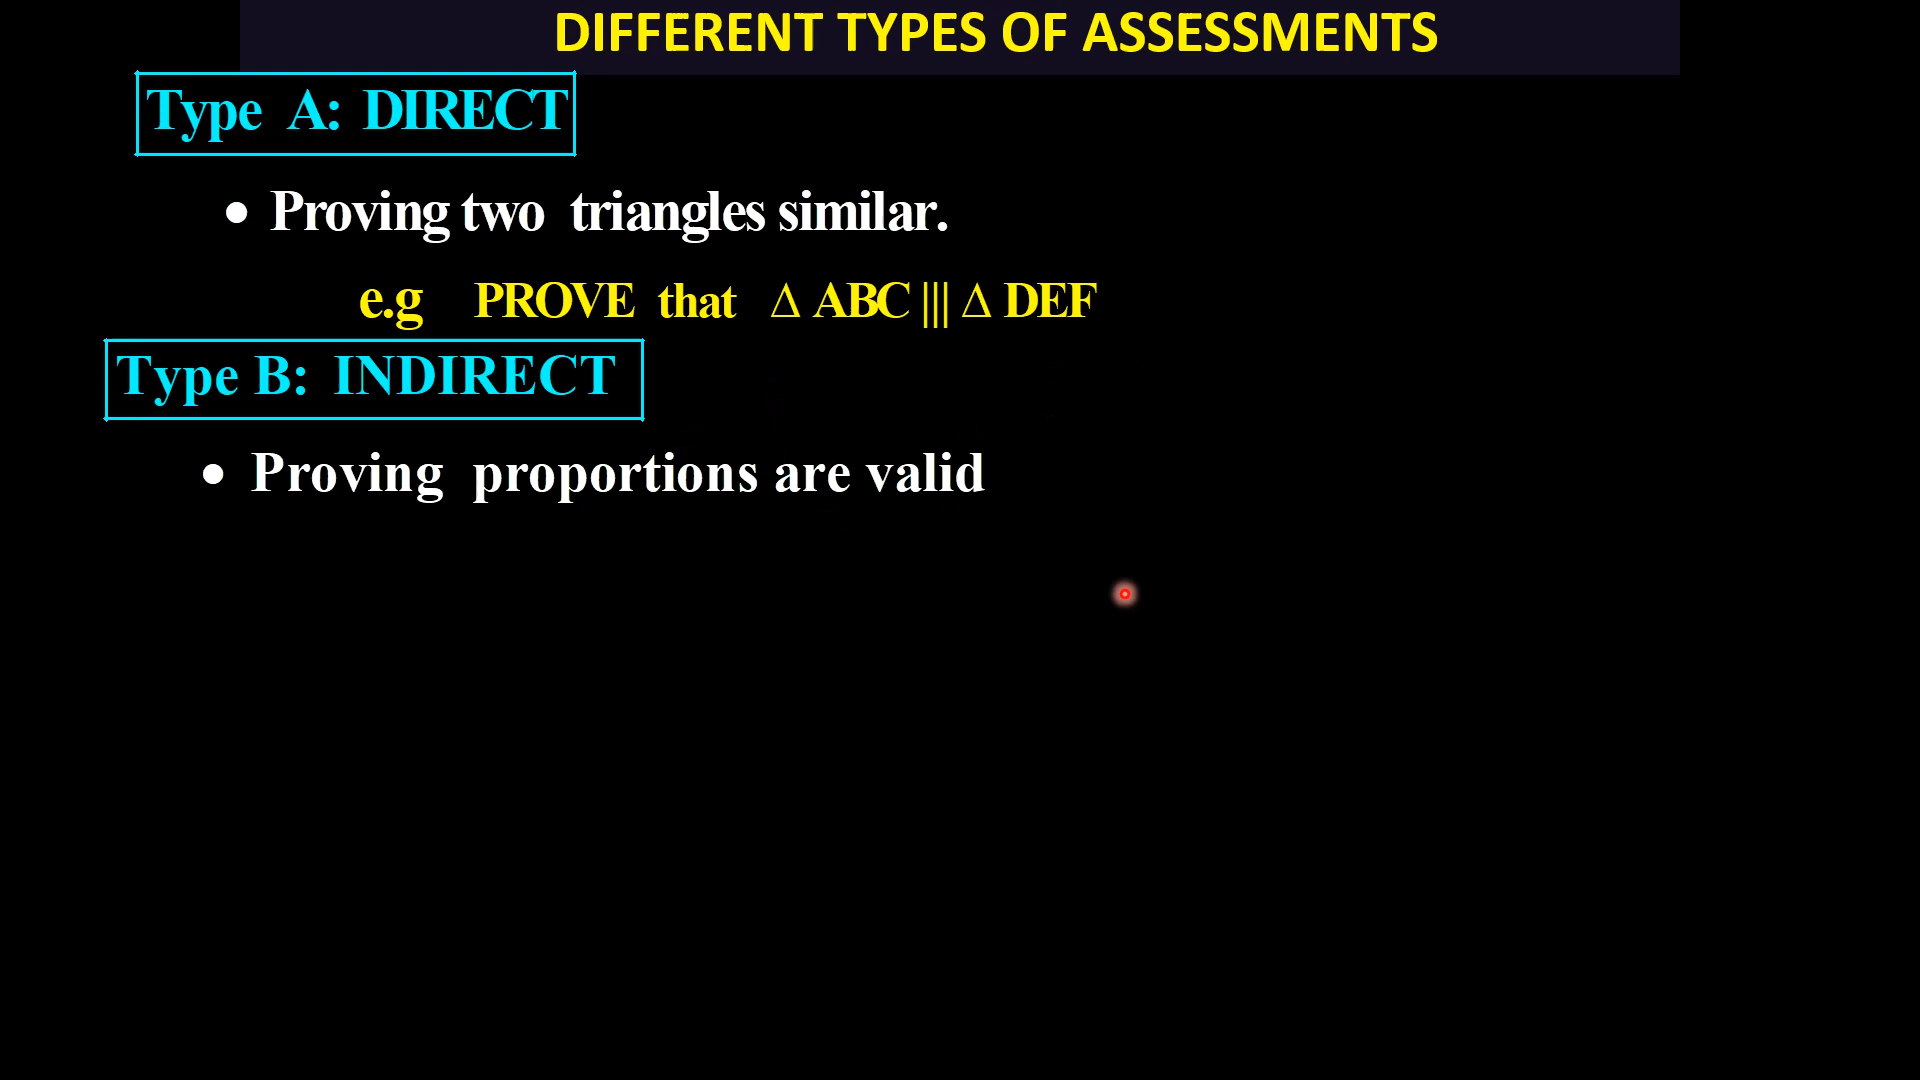 DIFFERENT TYPES OF ASSESSMENTS
Type A: DIRECT
• Proving two triangles similar.
e.g PROVE that Δ ABC ||| Δ DEF
Type B: INDIRECT
• Proving proportions are valid